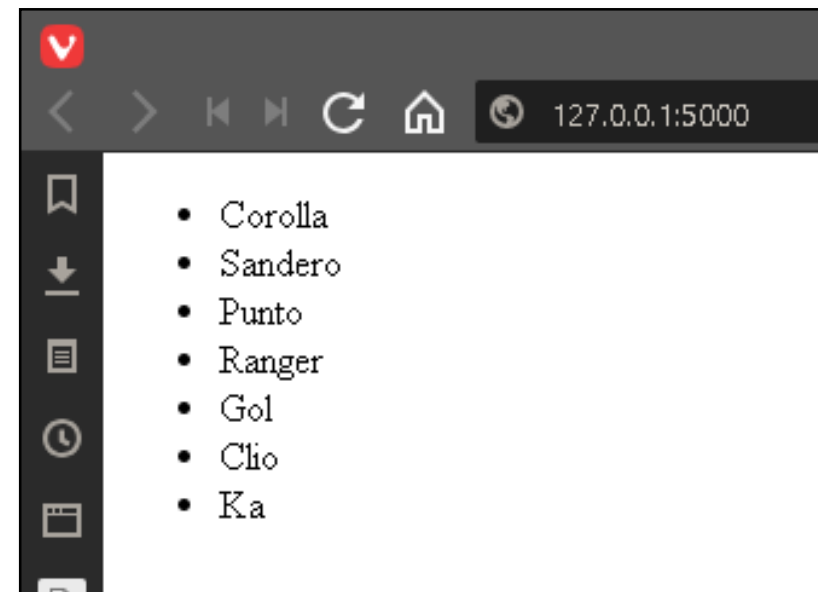 127.0.0.1:5000
• Corolla
• Sandero
• Punto
• Ranger
• Gol
• Clio
• Ka